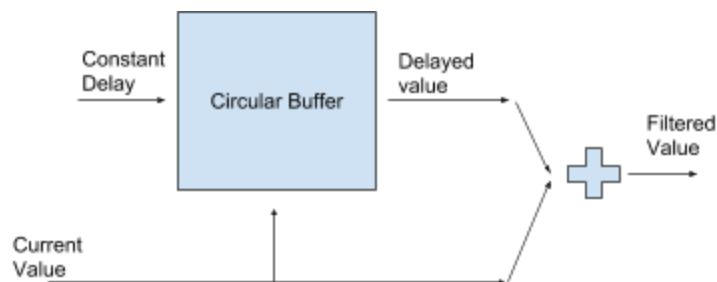 Constant
Delay
Circular Buffer
Delayed
value
Filtered
Value
Current
Value